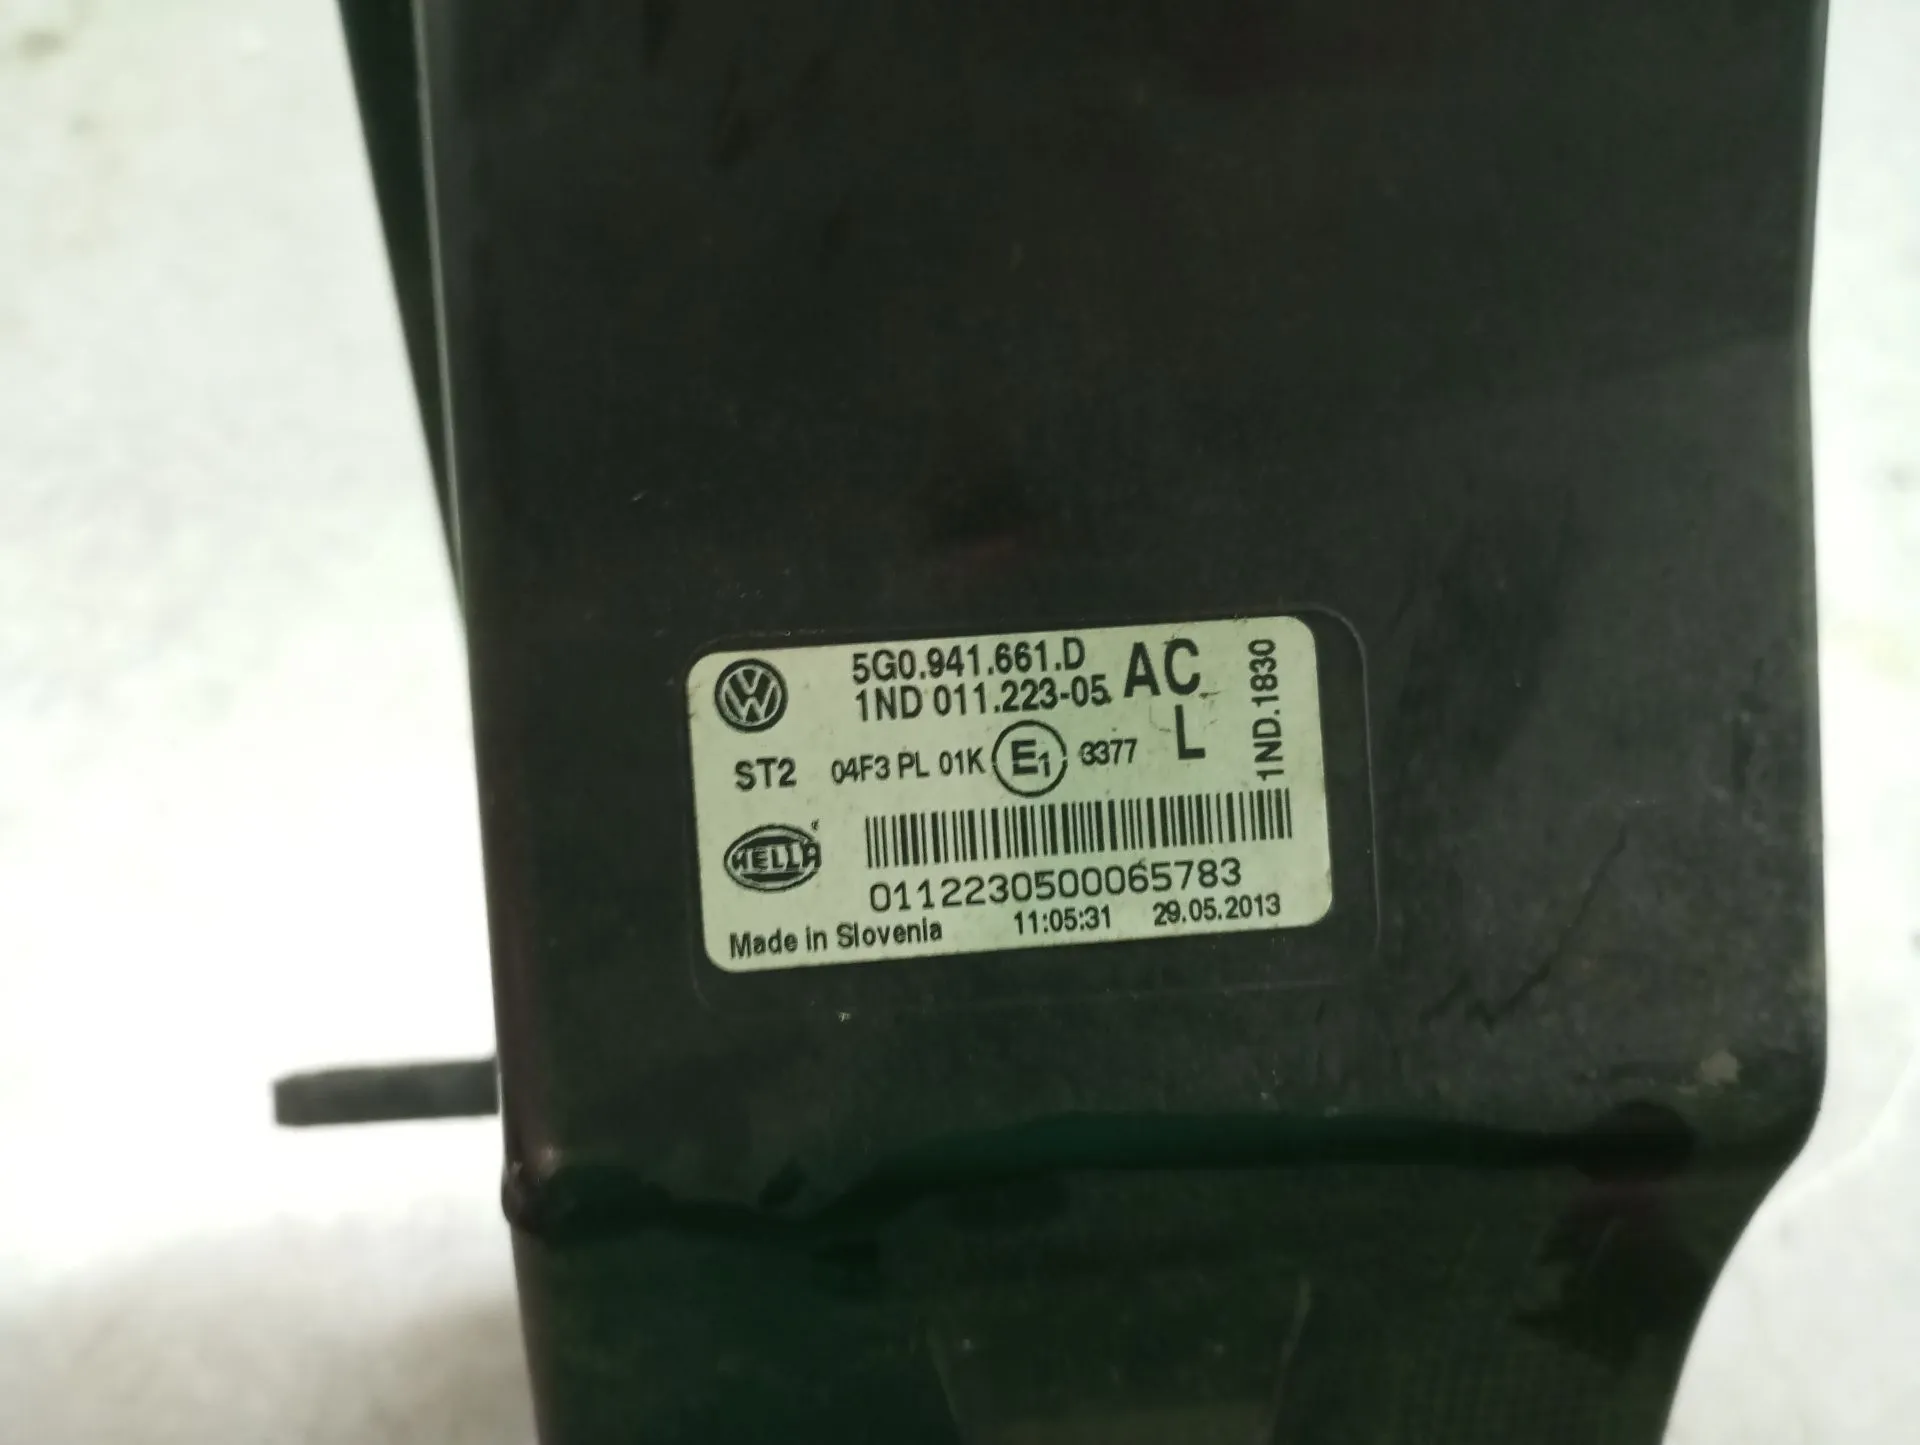 5G0.941.661.D AC
1ND 011.223-05.
L
1ND.1830
ST2 04F3 PL 01K E1 3377
HELLA
0112230500065783
Made in Slovenia 11:05:31 29.05.2013